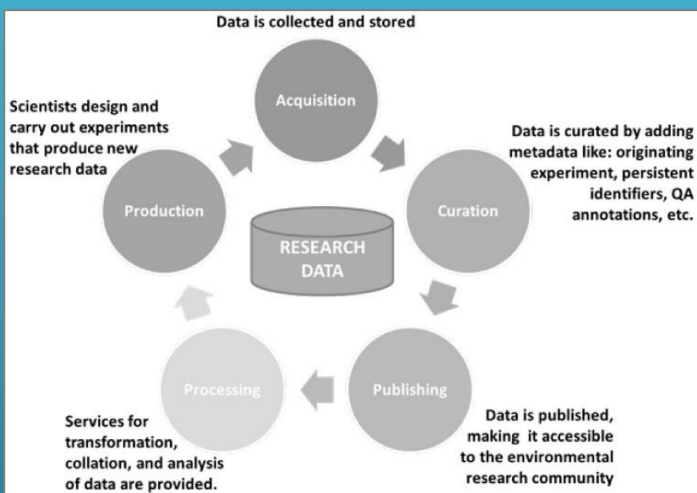 Data is collected and stored
Acquisition
Scientists design and
carry out experiments
that produce new
research data
Data is curated by adding
metadata like: originating
experiment, persistent
identifiers, QA
annotations, etc.
Production
Curation
RESEARCH
DATA
Processing
Publishing
Services for
transformation,
collation, and analysis
of data are provided.
Data is published,
making it accessible
to the environmental
research community